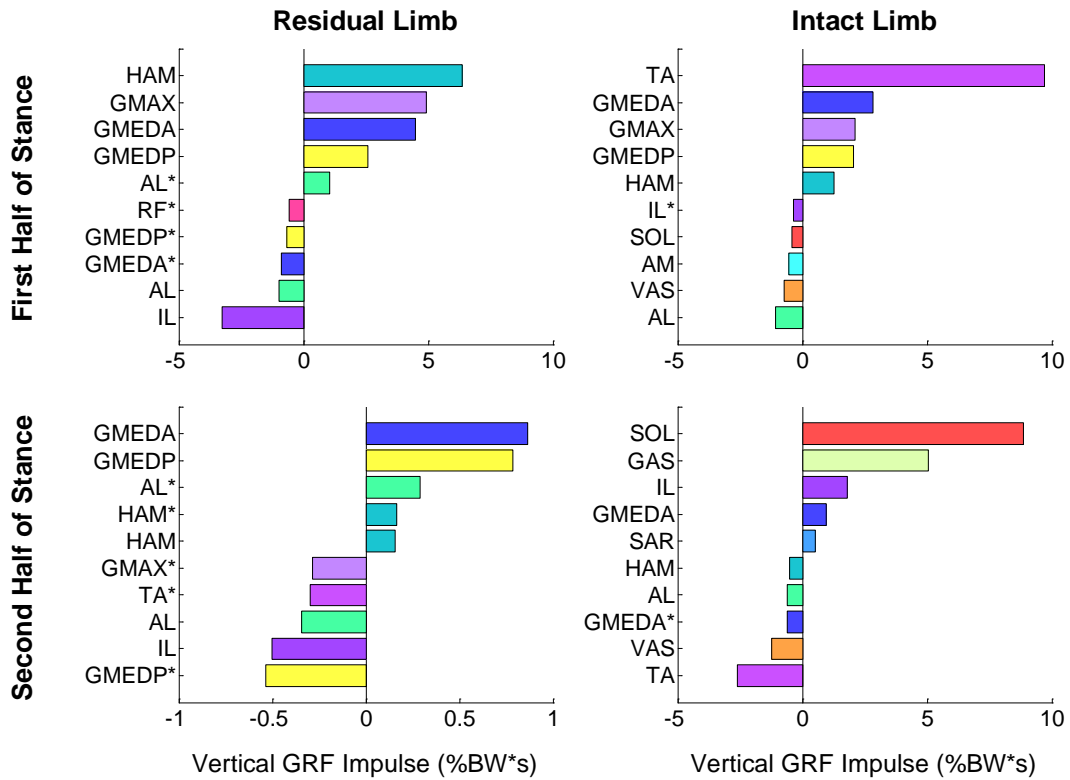 Residual Limb
Intact Limb
First Half of Stance
HAM
GMAX
GMEDA
GMEDP
AL*
RF*
GMEDP*
GMEDA*
AL
IL
-5 0 5 10
TA
GMEDA
GMAX
GMEDP
HAM
IL*
SOL
AM
VAS
AL
-5 0 5 10
Second Half of Stance
GMEDA
GMEDP
AL*
HAM*
HAM
GMAX*
TA*
AL
IL
GMEDP*
-1 -0.5 0 0.5 1
Vertical GRF Impulse (%BW*s)
SOL
GAS
IL
GMEDA
SAR
HAM
AL
GMEDA*
VAS
TA
-5 0 5 10
Vertical GRF Impulse (%BW*s)